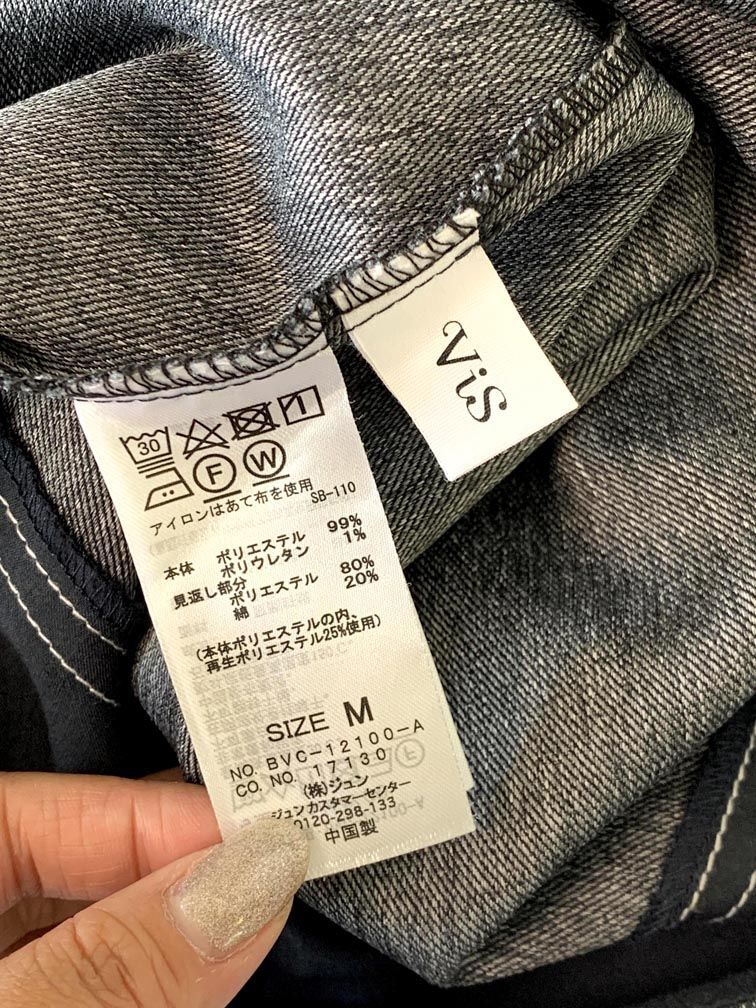 ViS
30
F W
アイロンはあて布を使用 SB-110
本体 ポリエステル 99%
ポリウレタン 1%
見返し部分
ポリエステル 80%
綿 20%
(本体ポリエステルの内、
再生ポリエステル25%使用)
SIZE M
NO. BVC-12100-A
CO. NO. 17130
(株)ジュン
ジュンカスタマーセンター
0120-298-133
中国製